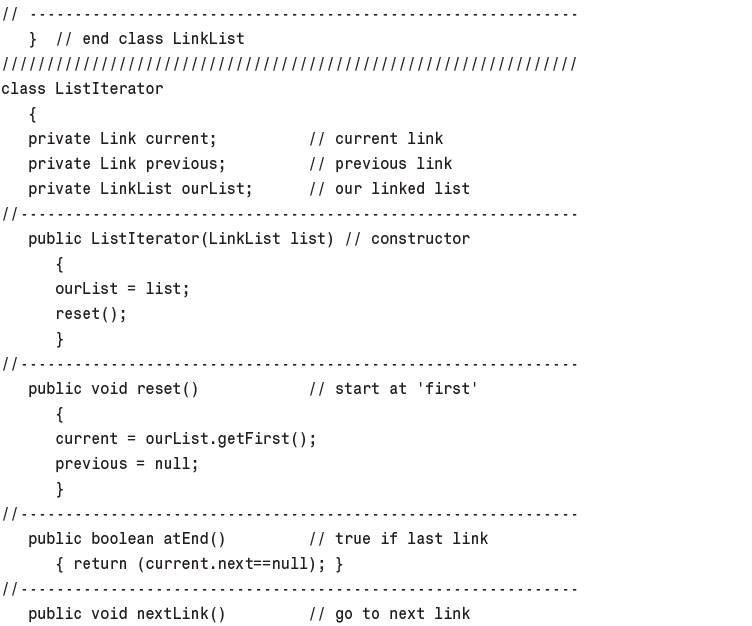 // -------------------------------------------------------------
   }  // end class LinkList
////////////////////////////////////////////////////////////////
class ListIterator
   {
   private Link current;          // current link
   private Link previous;         // previous link
   private LinkList ourList;      // our linked list
//--------------------------------------------------------------
   public ListIterator(LinkList list) // constructor
      {
      ourList = list;
      reset();
      }
//--------------------------------------------------------------
   public void reset()            // start at 'first'
      {
      current = ourList.getFirst();
      previous = null;
      }
//--------------------------------------------------------------
   public boolean atEnd()         // true if last link
      { return (current.next==null); }
//--------------------------------------------------------------
   public void nextLink()         // go to next link